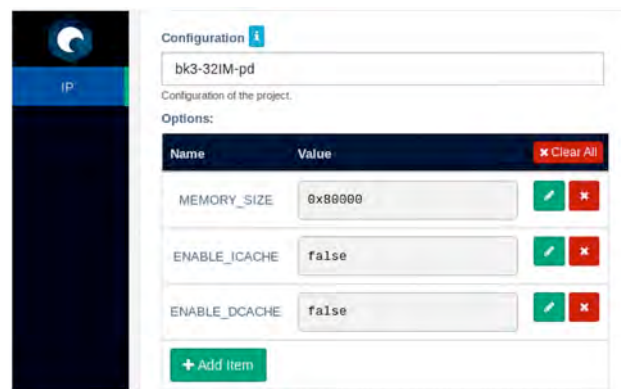 Configuration i
bk3-32IM-pd
IP
Configuration of the project.
Options:
Name Value × Clear All
MEMORY_SIZE 0x80000
ENABLE_ICACHE false
ENABLE_DCACHE false
+ Add Item